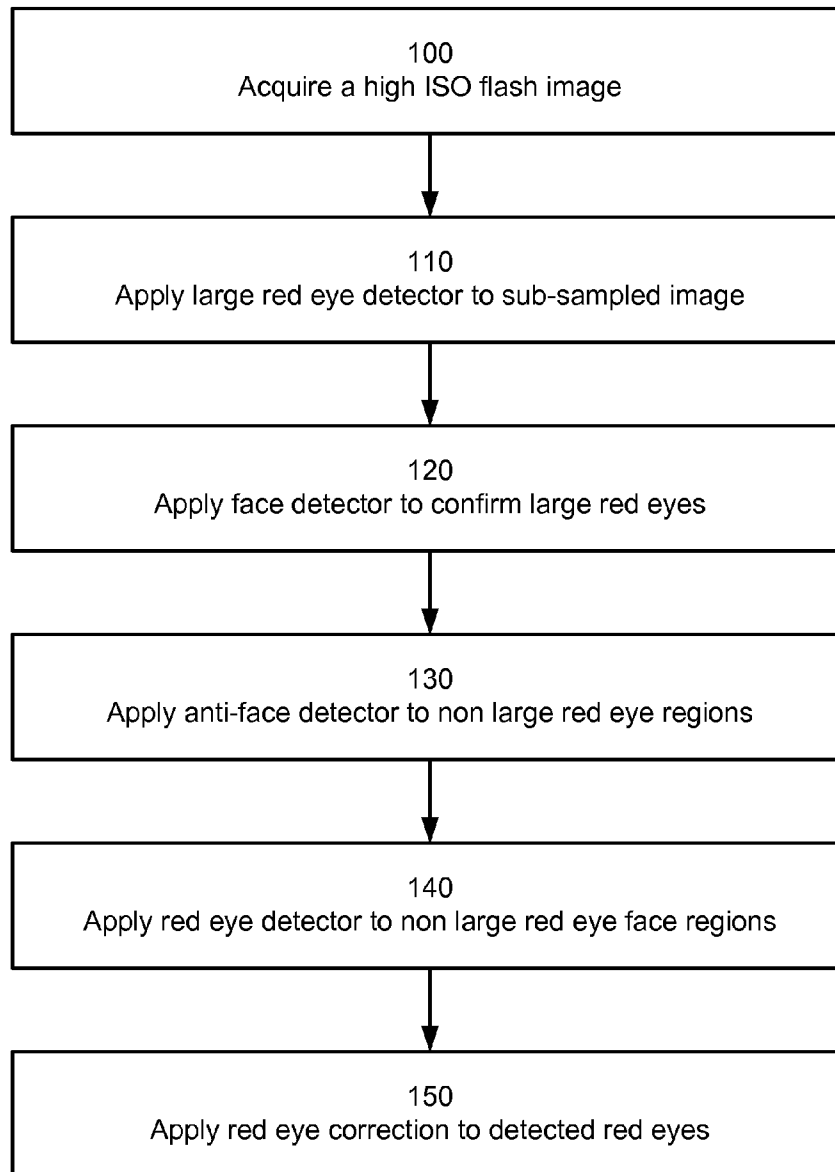 100
Acquire a high ISO flash image
110
Apply large red eye detector to sub-sampled image
120
Apply face detector to confirm large red eyes
130
Apply anti-face detector to non large red eye regions
140
Apply red eye detector to non large red eye face regions
150
Apply red eye correction to detected red eyes